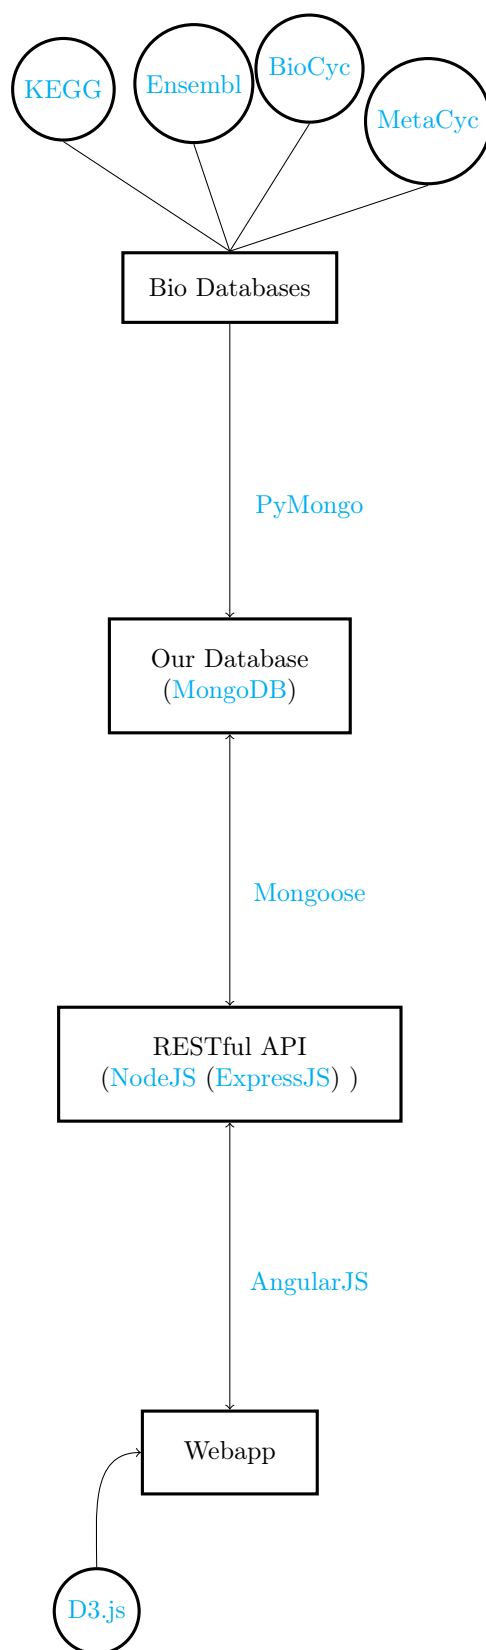 KEGG
Ensembl
BioCyc
MetaCyc
Bio Databases
PyMongo
Our Database
(MongoDB)
Mongoose
RESTful API
(NodeJS (ExpressJS) )
AngularJS
Webapp
D3.js